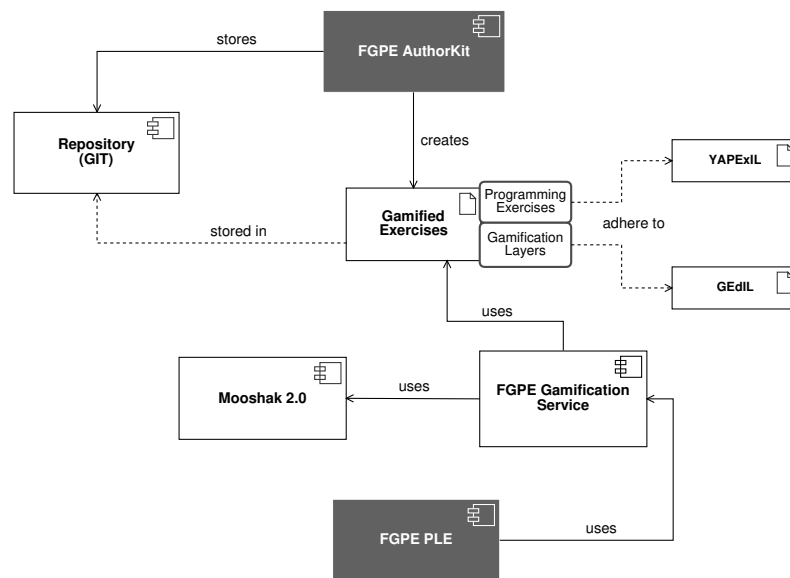 stores
FGPE AuthorKit
Repository
(GIT)
creates
YAPExIL
Programming
Exercises
Gamified
Exercises
adhere to
stored in
Gamification
Layers
GEdIL
uses
Mooshak 2.0
uses
FGPE Gamification
Service
FGPE PLE
uses